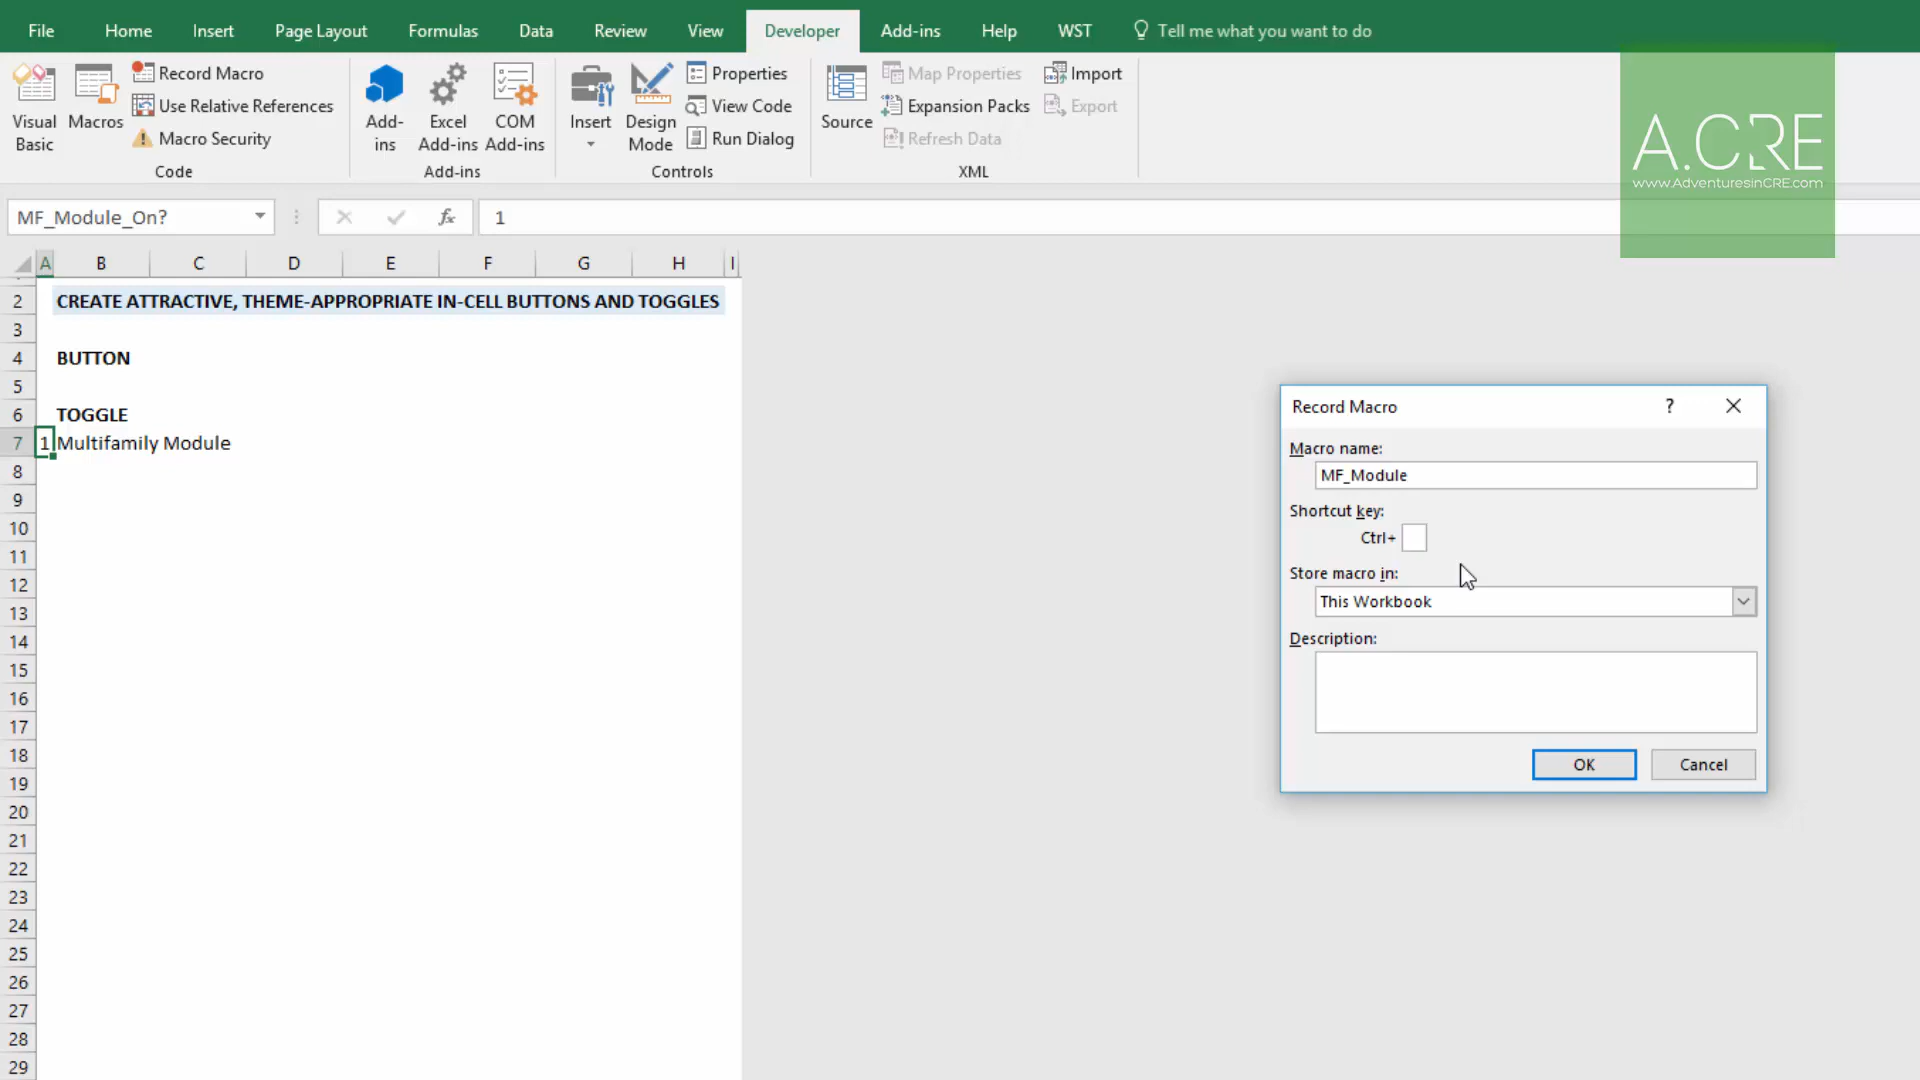 File Home Insert Page Layout Formulas Data Review View Developer Add-ins Help WST Tell me what you want to do
Visual Basic
Macros
Record Macro
Use Relative References
Macro Security
Code
Add-ins
Excel Add-ins
COM Add-ins
Add-ins
Insert
Design Mode
Properties
View Code
Run Dialog
Controls
Source
Map Properties
Expansion Packs
Refresh Data
Import
Export
XML
A.CRE
www.AdventuresinCRE.com
MF_Module_On? fx 1
A B C D E F G H I
2 CREATE ATTRACTIVE, THEME-APPROPRIATE IN-CELL BUTTONS AND TOGGLES
3
4 BUTTON
5
6 TOGGLE
7 1 Multifamily Module
8
9
10
11
12
13
14
15
16
17
18
19
20
21
22
23
24
25
26
27
28
29
Record Macro ?
Macro name:
MF_Module
Shortcut key:
Ctrl+
Store macro in:
This Workbook
Description:
OK Cancel